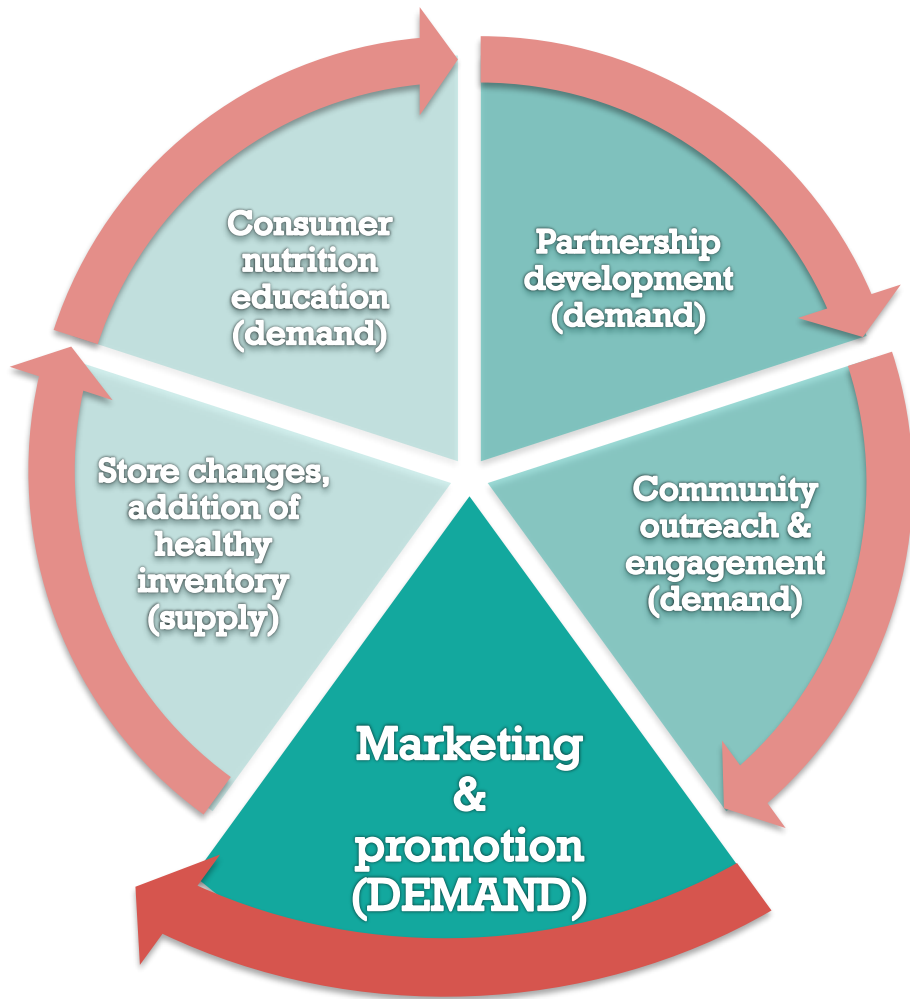 Consumer
nutrition
education
(demand)
Partnership
development
(demand)
Store changes,
addition of
healthy
inventory
(supply)
Community
outreach &
engagement
(demand)
Marketing
&
promotion
(DEMAND)